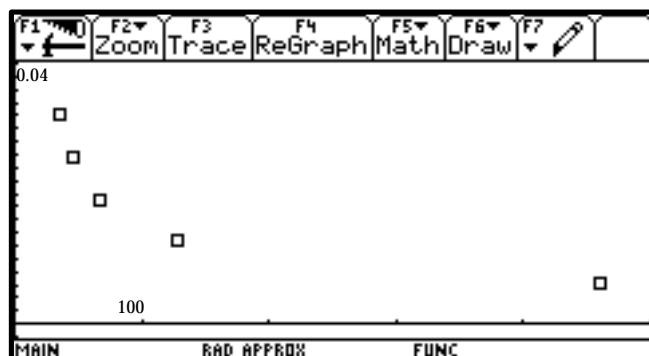 F1 F2 F3 F4 F5 F6 F7
Zoom Trace ReGraph Math Draw
0.04
100
MAIN RAD APPROX FUNC